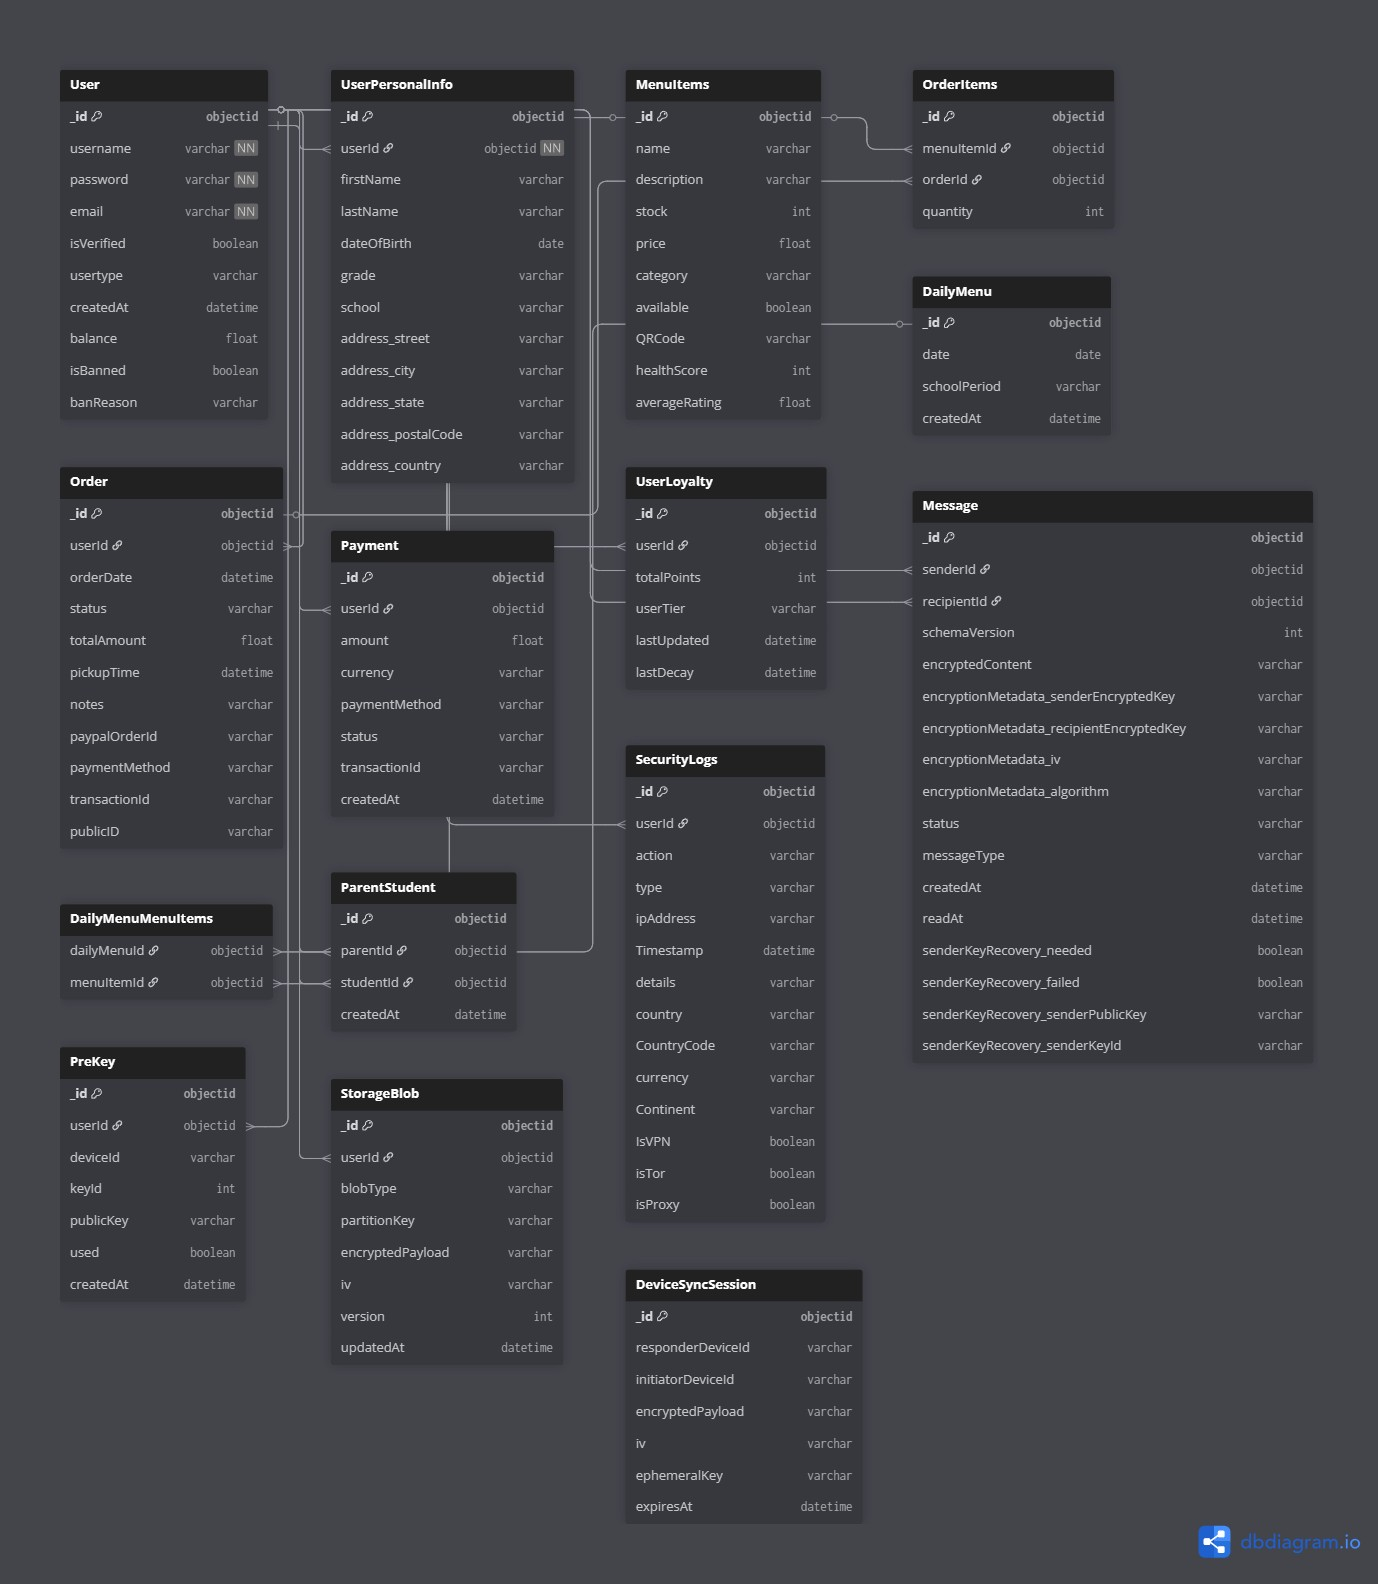 User
_id objectid
username varchar NN
password varchar NN
email varchar NN
isVerified boolean
usertype varchar
createdAt datetime
balance float
isBanned boolean
banReason varchar
UserPersonalInfo
_id objectid
userId objectid NN
firstName varchar
lastName varchar
dateOfBirth date
grade varchar
school varchar
address_street varchar
address_city varchar
address_state varchar
address_postalCode varchar
address_country varchar
MenuItems
_id objectid
name varchar
description varchar
stock int
price float
category varchar
available boolean
QRCode varchar
healthScore int
averageRating float
OrderItems
_id objectid
menuItemId objectid
orderId objectid
quantity int
DailyMenu
_id objectid
date date
schoolPeriod varchar
createdAt datetime
Order
_id objectid
userId objectid
orderDate datetime
status varchar
totalAmount float
pickupTime datetime
notes varchar
paypalOrderId varchar
paymentMethod varchar
transactionId varchar
publicID varchar
Payment
_id objectid
userId objectid
amount float
currency varchar
paymentMethod varchar
status varchar
transactionId varchar
createdAt datetime
UserLoyalty
_id objectid
userId objectid
totalPoints int
userTier varchar
lastUpdated datetime
lastDecay datetime
Message
_id objectid
senderId objectid
recipientId objectid
schemaVersion int
encryptedContent varchar
encryptionMetadata_senderEncryptedKey varchar
encryptionMetadata_recipientEncryptedKey varchar
encryptionMetadata_iv varchar
encryptionMetadata_algorithm varchar
status varchar
messageType varchar
createdAt datetime
readAt datetime
senderKeyRecovery_needed boolean
senderKeyRecovery_failed boolean
senderKeyRecovery_senderPublicKey varchar
senderKeyRecovery_senderKeyId varchar
SecurityLogs
_id objectid
userId objectid
action varchar
type varchar
ipAddress varchar
Timestamp datetime
details varchar
country varchar
CountryCode varchar
currency varchar
Continent varchar
IsVPN boolean
isTor boolean
isProxy boolean
DailyMenuMenuItems
dailyMenuId objectid
menuItemId objectid
ParentStudent
_id objectid
parentId objectid
studentId objectid
createdAt datetime
PreKey
_id objectid
userId objectid
deviceId varchar
keyId int
publicKey varchar
used boolean
createdAt datetime
StorageBlob
_id objectid
userId objectid
blobType varchar
partitionKey varchar
encryptedPayload varchar
iv varchar
version int
updatedAt datetime
DeviceSyncSession
_id objectid
responderDeviceId varchar
initiatorDeviceId varchar
encryptedPayload varchar
iv varchar
ephemeralKey varchar
expiresAt datetime
dbdiagram.io